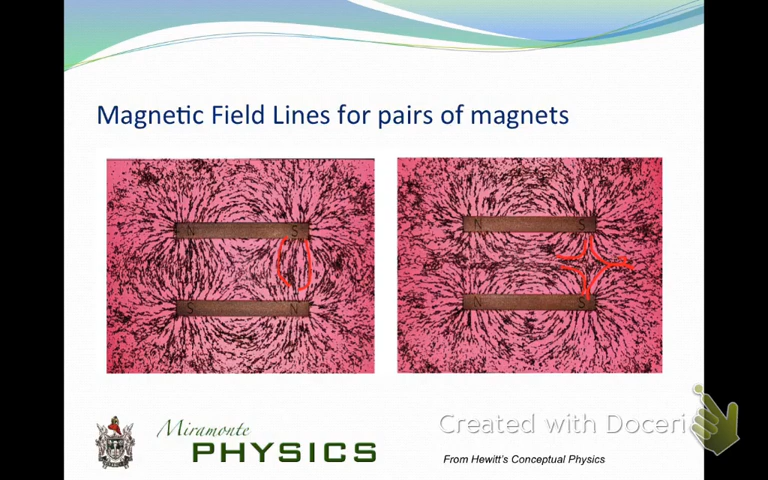 Magnetic Field Lines for pairs of magnets
N S
S N
N S
N S
Miramonte
PHYSICS
Created with Doceri
From Hewitt's Conceptual Physics